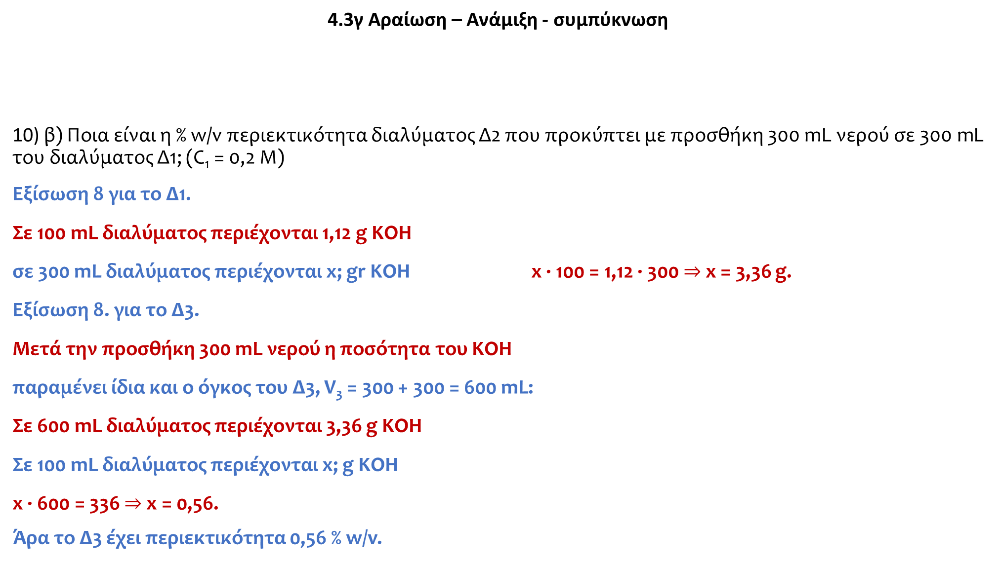 4.3γ Αραίωση – Ανάμιξη - συμπύκνωση
10) β) Ποια είναι η % w/v περιεκτικότητα διαλύματος Δ2 που προκύπτει με προσθήκη 300 mL νερού σε 300 mL
του διαλύματος Δ1; (C₁ = 0,2 M)
Εξίσωση 8 για το Δ1.
Σε 100 mL διαλύματος περιέχονται 1,12 g KOH
σε 300 mL διαλύματος περιέχονται x; gr KOH x · 100 = 1,12 · 300 ⇒ x = 3,36 g.
Εξίσωση 8. για το Δ3.
Μετά την προσθήκη 300 mL νερού η ποσότητα του KOH
παραμένει ίδια και ο όγκος του Δ3, V₃ = 300 + 300 = 600 mL:
Σε 600 mL διαλύματος περιέχονται 3,36 g KOH
Σε 100 mL διαλύματος περιέχονται x; g KOH
x · 600 = 336 ⇒ x = 0,56.
Άρα το Δ3 έχει περιεκτικότητα 0,56 % w/v.